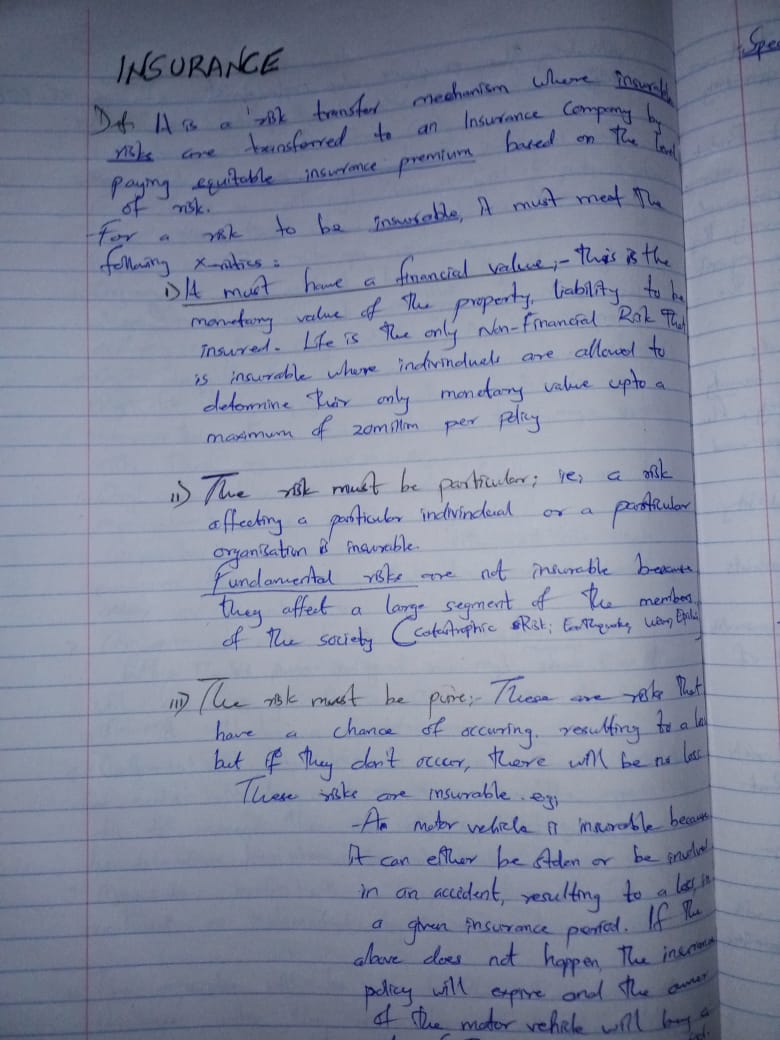 Spec
INSURANCE
Def. It is a risk transfer mechanism where insurable
risks are transferred to an Insurance Company by
paying equitable insurance premium based on the level
of risk.
For a risk to be insurable, it must meet the
following x-ristics:
i) It must have a financial value;- this is the
monetary value of the property, liability to be
insured. Life is the only Non-financial Risk that
is insurable where indivinduals are allowed to
determine their only monetary value upto a
maximum of 20million per policy
ii) The risk must be particular; ie, a risk
affecting a particular indivindual or a particular
organisation is insurable.
Fundamental risks are not insurable because
they affect a large segment of the members
of the society (Catastrophic Risk; Earthquake, war,
iii) The risk must be pure;- These are risks that
have a chance of occuring, resulting to a loss
but if they don't occur, there will be no loss
These risks are insurable. eg;
-A motor vehicle is insurable because
it can either be stolen or be involved
in an accident, resulting to a loss, in
a given insurance period. If the
above does not happen, the insurance
policy will expire and the owner
of the motor vehicle will buy a